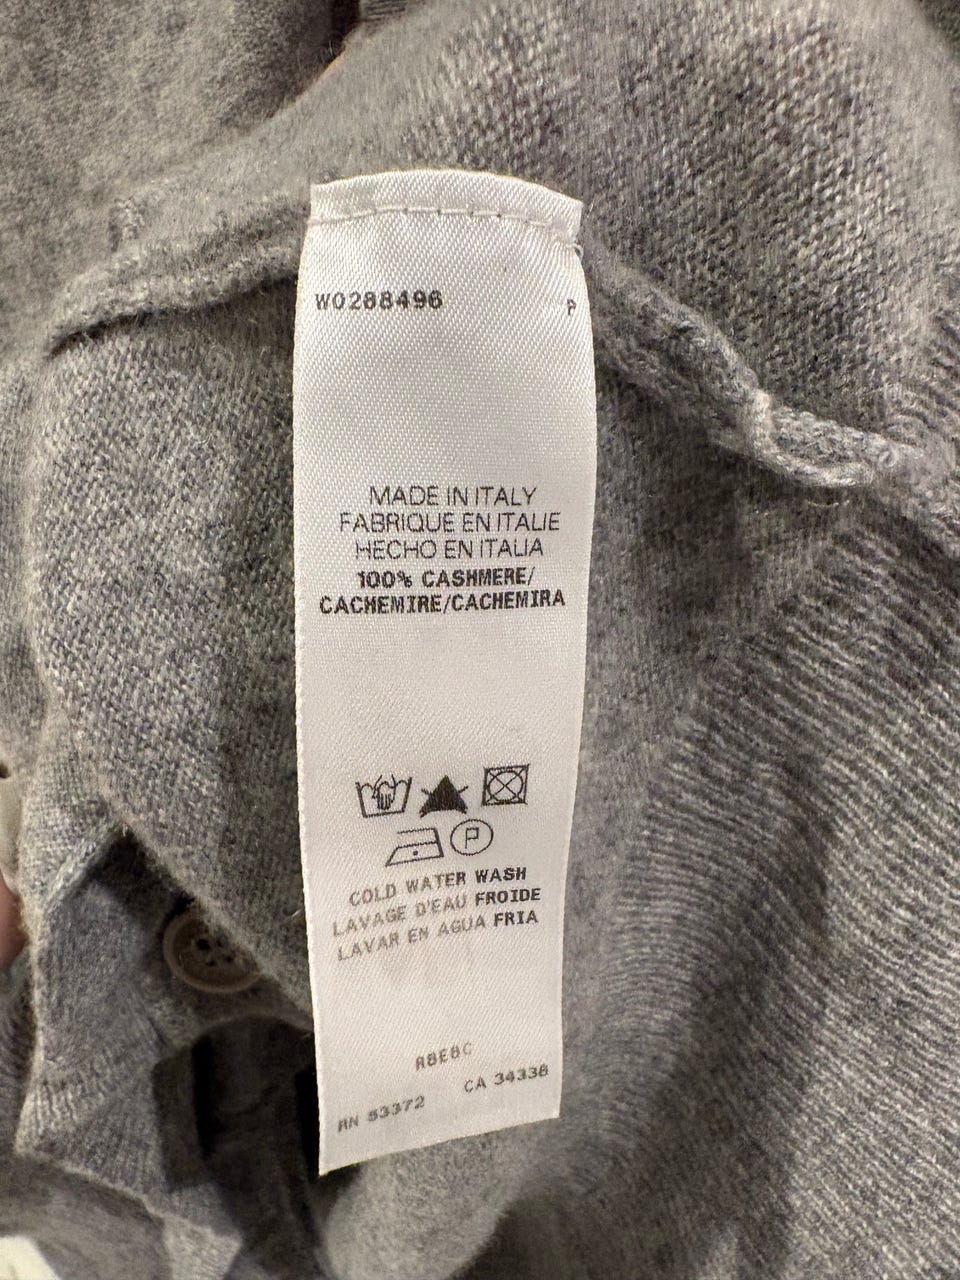 W0288496 P
MADE IN ITALY
FABRIQUE EN ITALIE
HECHO EN ITALIA
100% CASHMERE/
CACHEMIRE/CACHEMIRA
P
COLD WATER WASH
LAVAGE D'EAU FROIDE
LAVAR EN AGUA FRIA
R8E8C
RN 53372 CA 34338